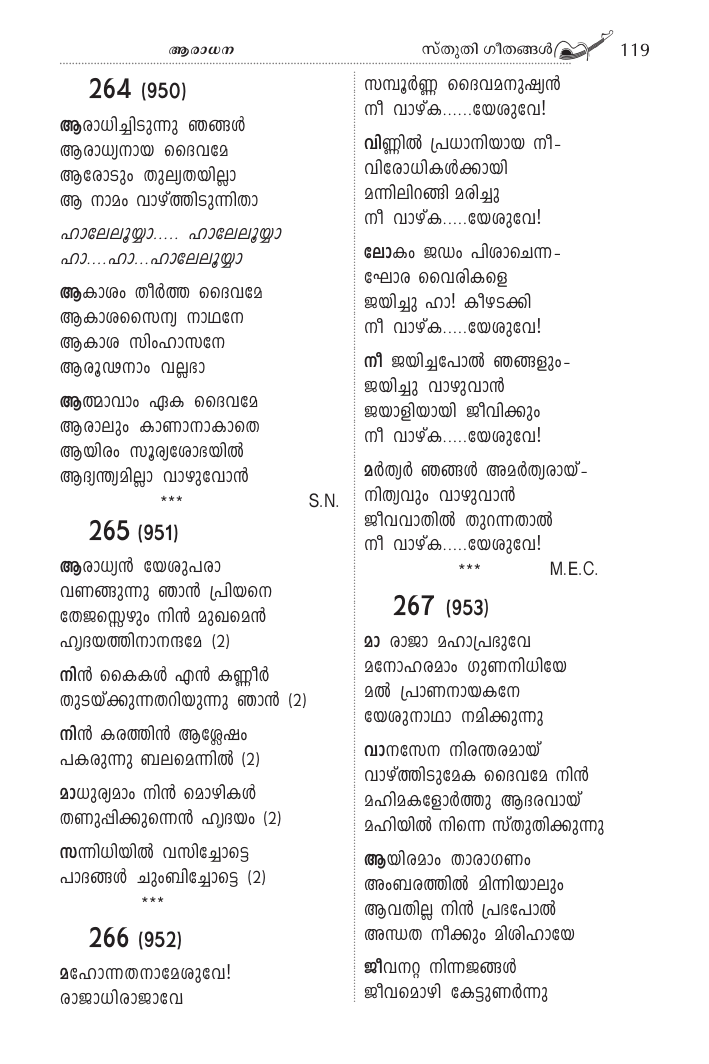 ആരാധന
സ്തുതി ഗീതങ്ങൾ 119
264 (950)
ആരാധിച്ചിടുന്നു ഞങ്ങൾ
ആരാധ്യനായ ദൈവമേ
ആരോടും തുല്യതയില്ലാ
ആ നാമം വാഴ്ത്തിടുന്നിതാ
ഹാലേലൂയ്യാ..... ഹാലേലൂയ്യാ
ഹാ....ഹാ...ഹാലേലൂയ്യാ
ആകാശം തീർത്ത ദൈവമേ
ആകാശസൈന്യ നാഥനേ
ആകാശ സിംഹാസനേ
ആരൂഢനാം വല്ലഭാ
ആത്മാവാം ഏക ദൈവമേ
ആരാലും കാണാനാകാതെ
ആയിരം സൂര്യശോഭയിൽ
ആദ്യന്ത്യമില്ലാ വാഴുവോൻ
*** S.N.
265 (951)
ആരാധ്യൻ യേശുപരാ
വണങ്ങുന്നു ഞാൻ പ്രിയനെ
തേജസ്സെഴും നിൻ മുഖമെൻ
ഹൃദയത്തിനാനന്ദമേ (2)
നിൻ കൈകൾ എൻ കണ്ണീർ
തുടയ്ക്കുന്നതറിയുന്നു ഞാൻ (2)
നിൻ കരത്തിൻ ആശ്ലേഷം
പകരുന്നു ബലമെന്നിൽ (2)
മാധുര്യമാം നിൻ മൊഴികൾ
തണുപ്പിക്കുന്നെൻ ഹൃദയം (2)
സന്നിധിയിൽ വസിച്ചോട്ടെ
പാദങ്ങൾ ചുംബിച്ചോട്ടെ (2)
***
266 (952)
മഹോന്നതനാമേശുവേ!
രാജാധിരാജാവേ
സമ്പൂർണ്ണ ദൈവമനുഷ്യൻ
നീ വാഴ്ക......യേശുവേ!
വിണ്ണിൽ പ്രധാനിയായ നീ-
വിരോധികൾക്കായി
മന്നിലിറങ്ങി മരിച്ചു
നീ വാഴ്ക.....യേശുവേ!
ലോകം ജഡം പിശാചെന്ന-
ഘോര വൈരികളെ
ജയിച്ചു ഹാ! കീഴടക്കി
നീ വാഴ്ക.....യേശുവേ!
നീ ജയിച്ചപോൽ ഞങ്ങളും-
ജയിച്ചു വാഴുവാൻ
ജയാളിയായി ജീവിക്കും
നീ വാഴ്ക.....യേശുവേ!
മർത്യർ ഞങ്ങൾ അമർത്യരായ്-
നിത്യവും വാഴുവാൻ
ജീവവാതിൽ തുറന്നതാൽ
നീ വാഴ്ക.....യേശുവേ!
*** M.E.C.
267 (953)
മാ രാജാ മഹാപ്രഭുവേ
മനോഹരമാം ഗുണനിധിയേ
മൽ പ്രാണനായകനേ
യേശുനാഥാ നമിക്കുന്നു
വാനസേന നിരന്തരമായ്
വാഴ്ത്തിടുമേക ദൈവമേ നിൻ
മഹിമകളോർത്തു ആദരവായ്
മഹിയിൽ നിന്നെ സ്തുതിക്കുന്നു
ആയിരമാം താരാഗണം
അംബരത്തിൽ മിന്നിയാലും
ആവതില്ല നിൻ പ്രഭപോൽ
അന്ധത നീക്കും മിശിഹായേ
ജീവനറ്റ നിന്നജങ്ങൾ
ജീവമൊഴി കേട്ടുണർന്നു